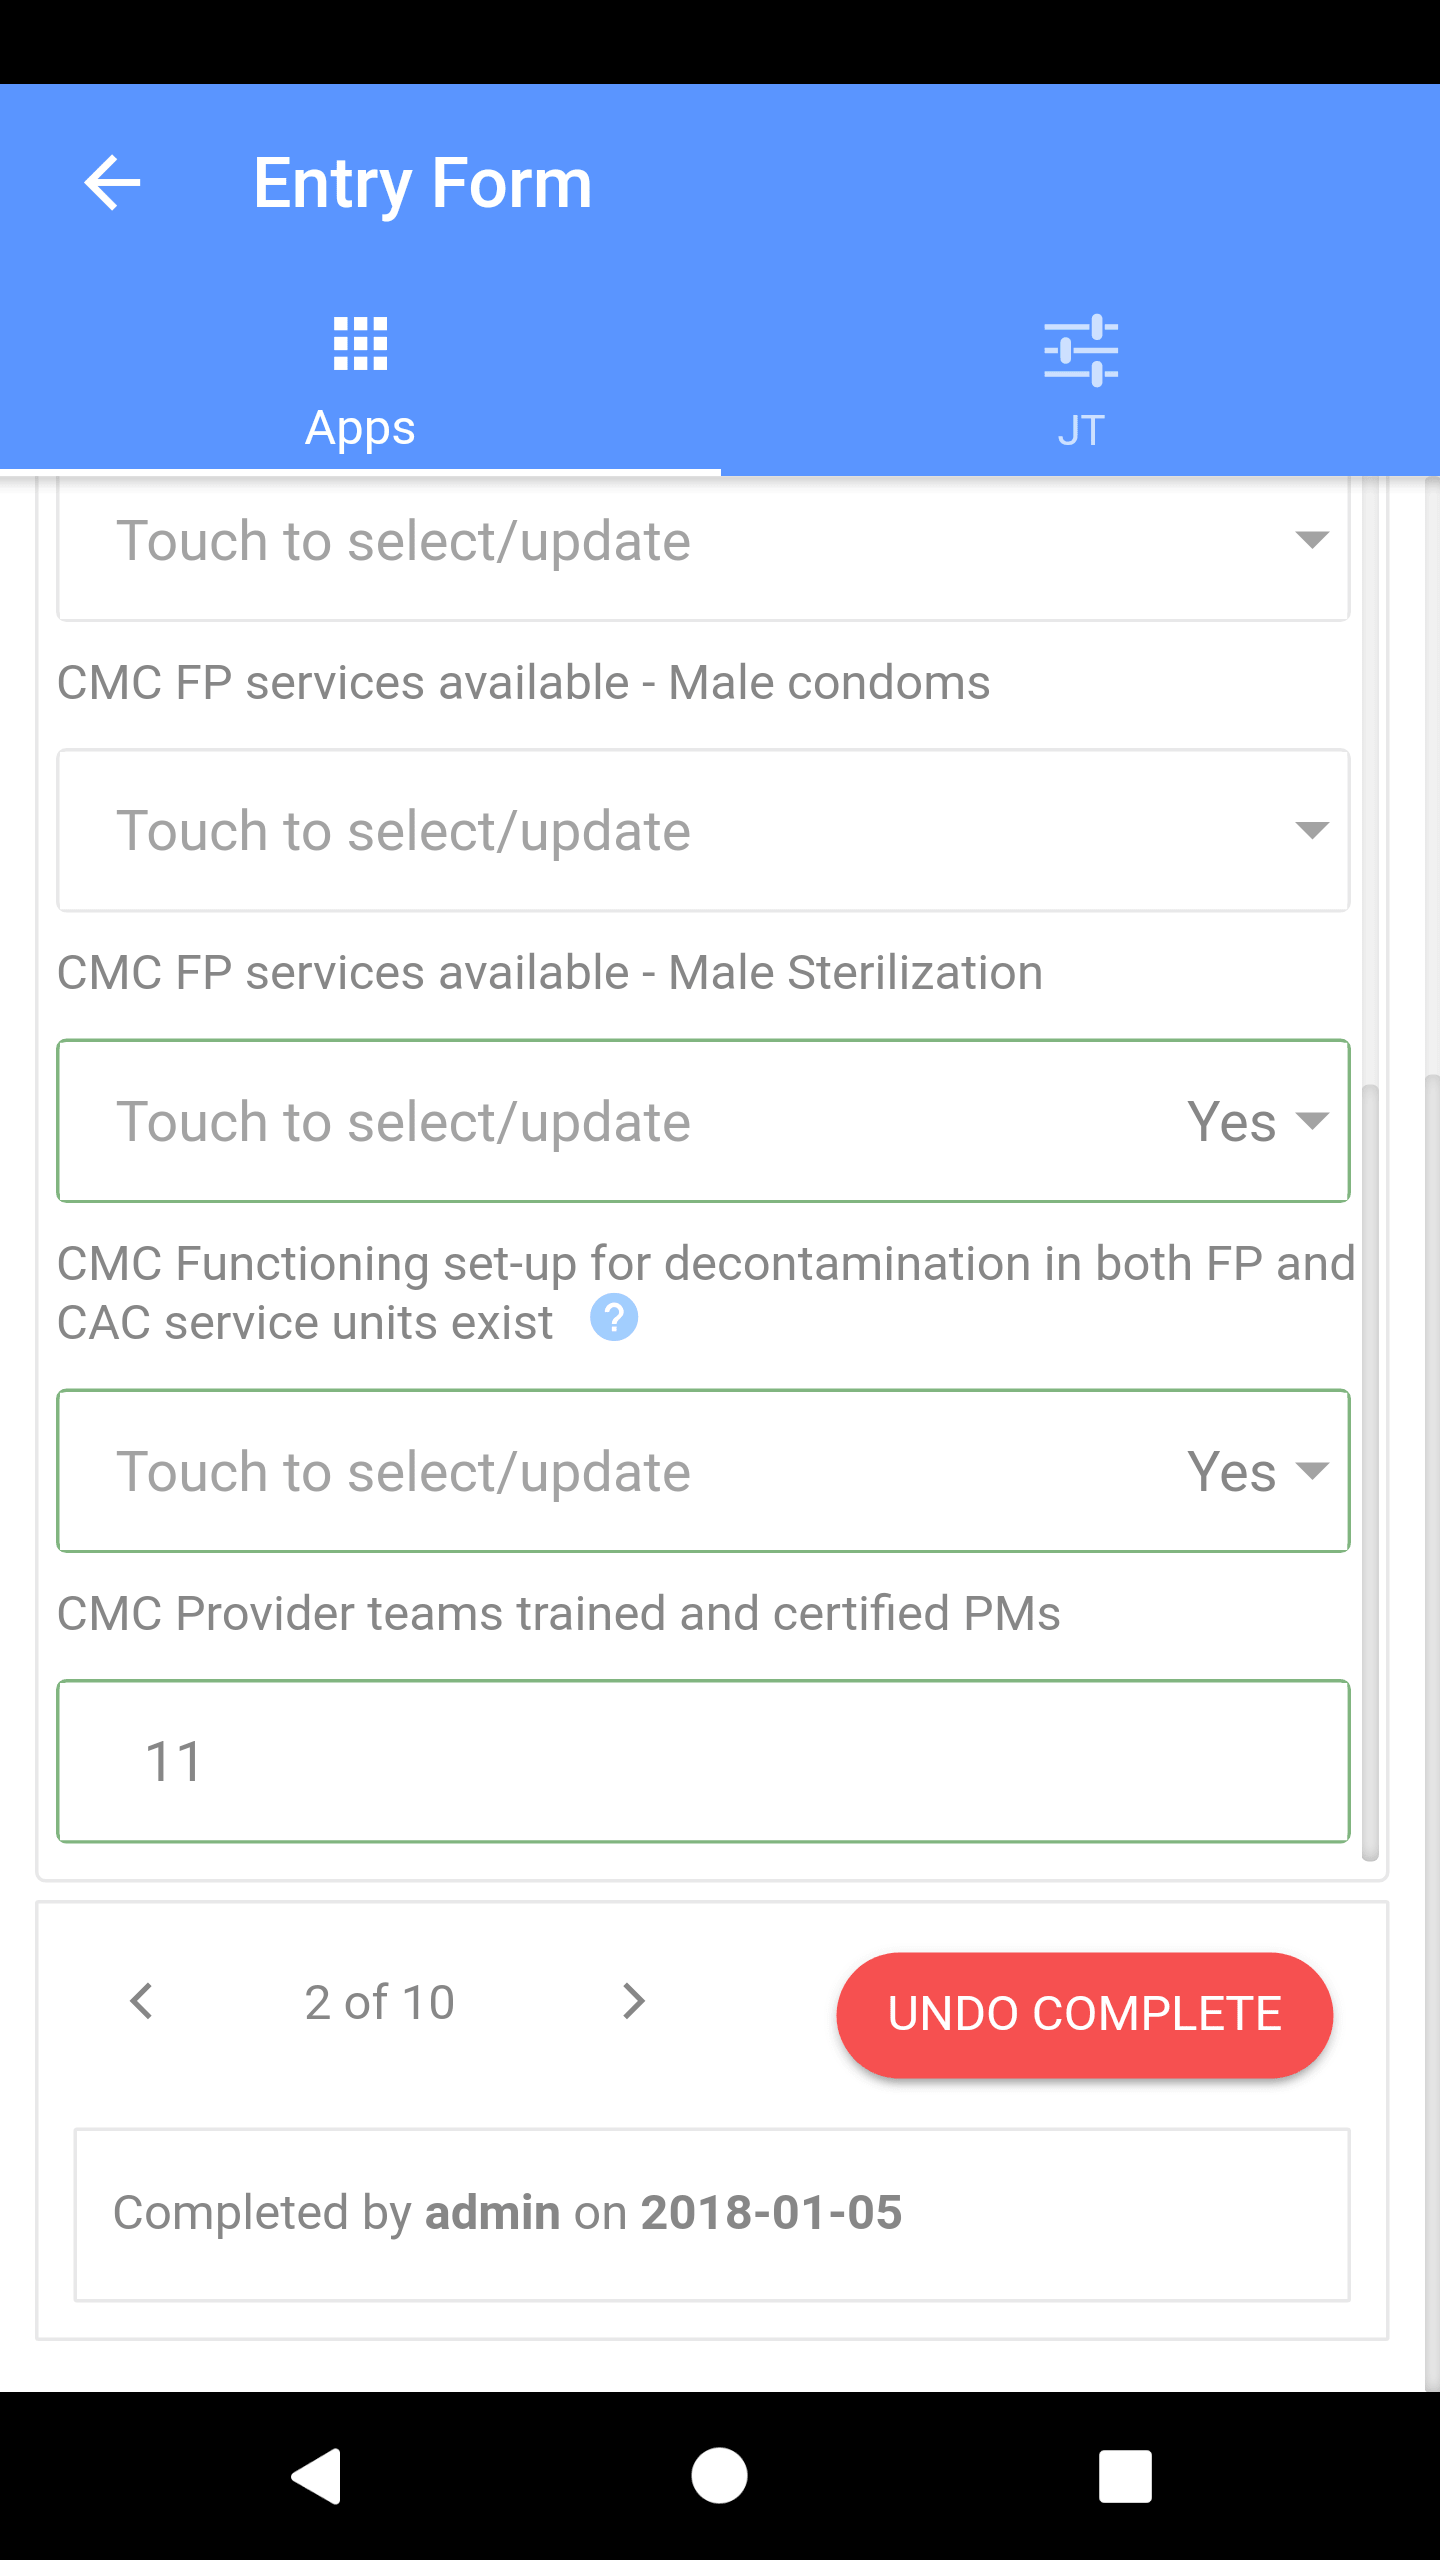 Entry Form
Apps
JT
Touch to select/update
CMC FP services available - Male condoms
Touch to select/update
CMC FP services available - Male Sterilization
Touch to select/update Yes
CMC Functioning set-up for decontamination in both FP and
CAC service units exist ?
Touch to select/update Yes
CMC Provider teams trained and certified PMs
11
2 of 10
UNDO COMPLETE
Completed by admin on 2018-01-05